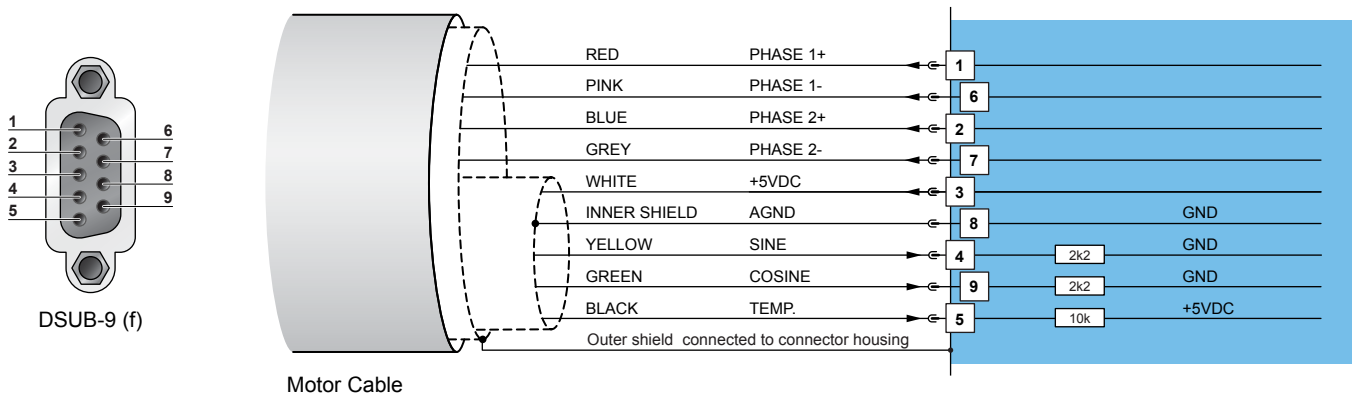 1
2
3
4
5
6
7
8
9
DSUB-9 (f)
Motor Cable
RED PHASE 1+ 1
PINK PHASE 1- 6
BLUE PHASE 2+ 2
GREY PHASE 2- 7
WHITE +5VDC 3
INNER SHIELD AGND 8 GND
YELLOW SINE 4 2k2 GND
GREEN COSINE 9 2k2 GND
BLACK TEMP. 5 10k +5VDC
Outer shield connected to connector housing